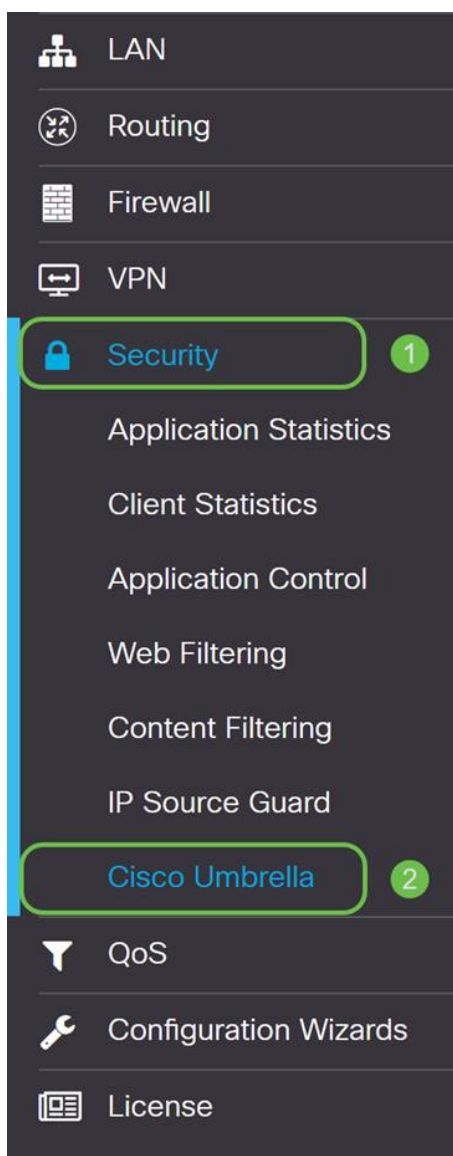 LAN
Routing
Firewall
VPN
Security 1
Application Statistics
Client Statistics
Application Control
Web Filtering
Content Filtering
IP Source Guard
Cisco Umbrella 2
QoS
Configuration Wizards
License